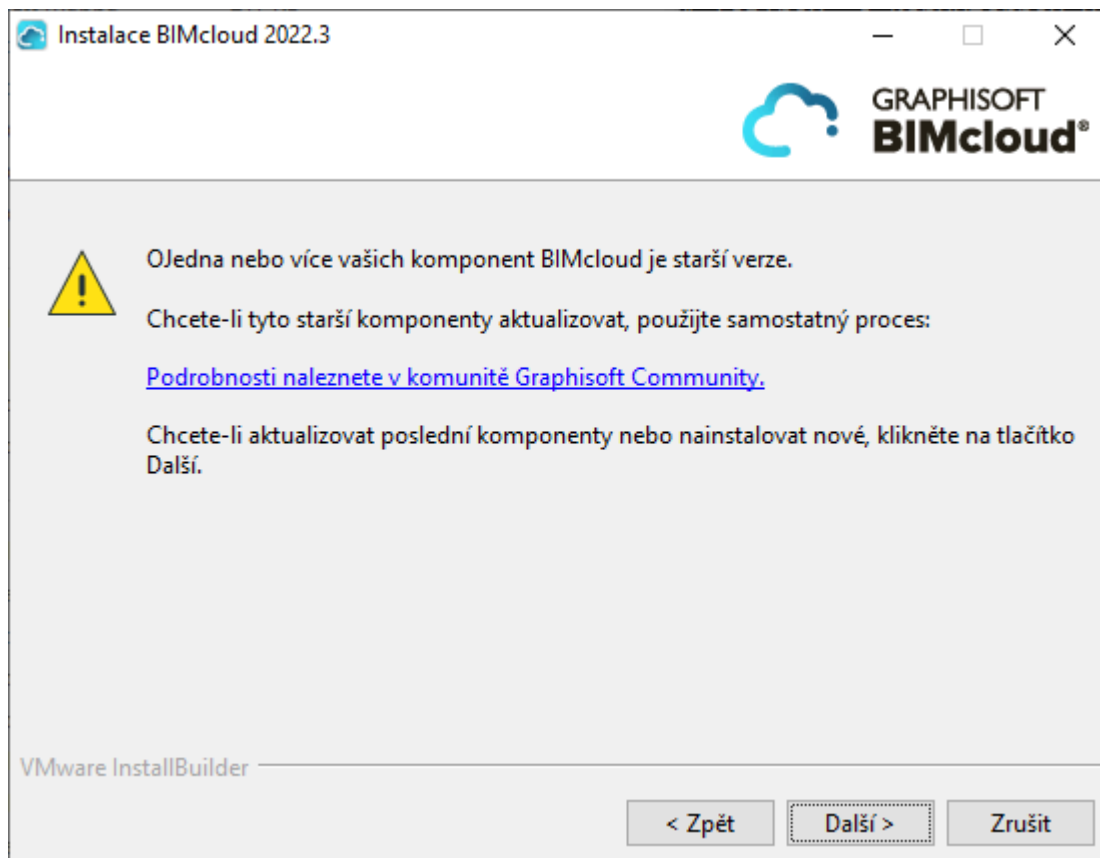 Instalace BIMcloud 2022.3
GRAPHISOFT
BIMcloud®
OJedna nebo více vašich komponent BIMcloud je starší verze.
Chcete-li tyto starší komponenty aktualizovat, použijte samostatný proces:
Podrobnosti naleznete v komunitě Graphisoft Community.
Chcete-li aktualizovat poslední komponenty nebo nainstalovat nové, klikněte na tlačítko
Další.
VMware InstallBuilder
< Zpět
Další >
Zrušit